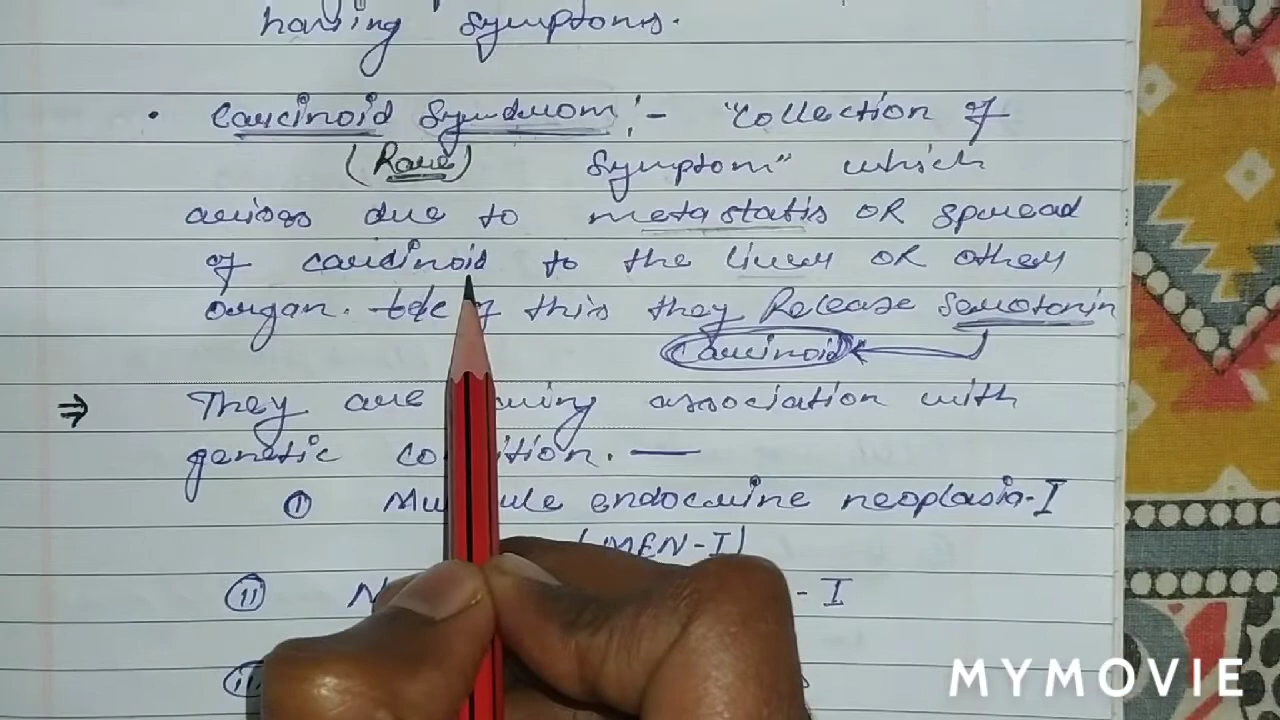 having symptoms.
• Carcinoid Syndrom :- "Collection of
(Rare) Symptom" which
arises due to metastatis OR spread
of carcinoid to the liver OR other
organ. this they Release Serotonin
Carcinoid
⇒ They are association with
genetic .—
① endocrine neoplasia-I
(MEN-I)
ⓘⓘ - I
MYMOVIE